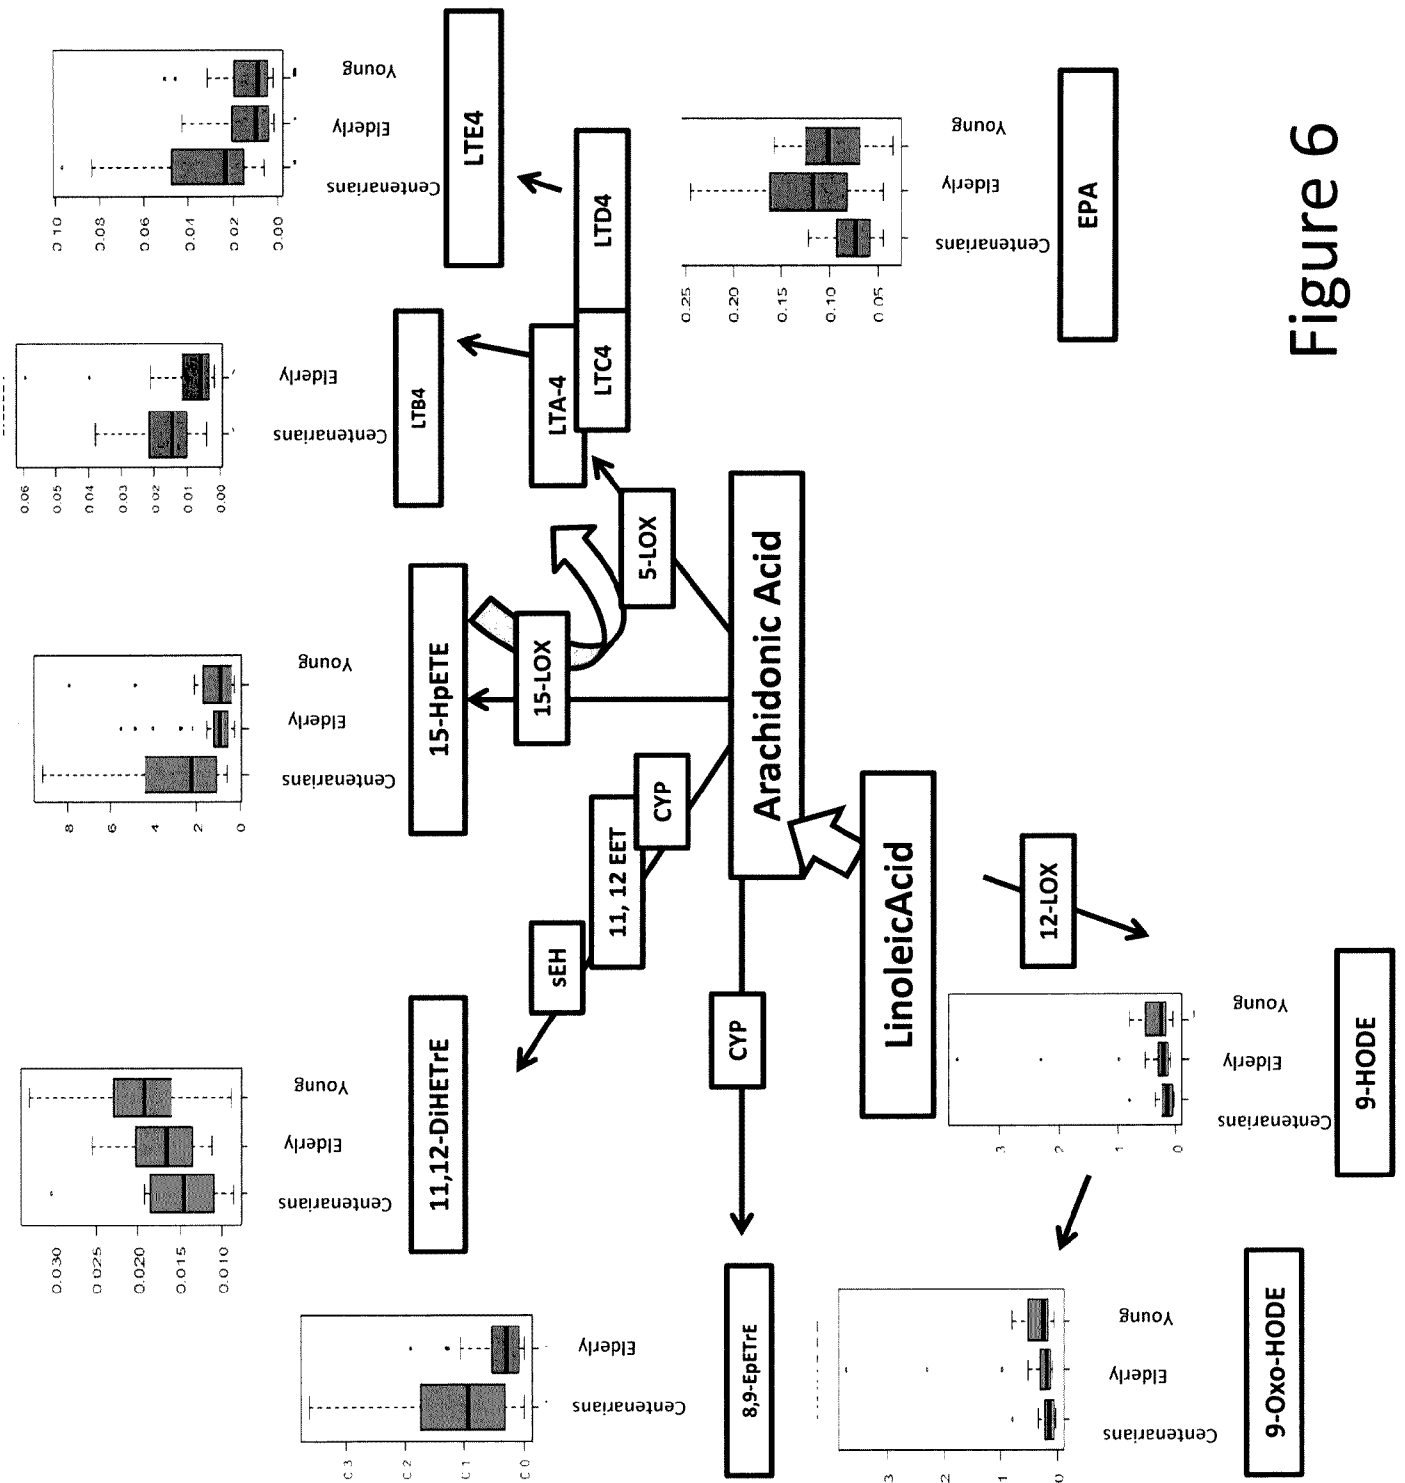 0.10
0.08
0.06
0.04
0.02
0.00
Centenarians
Elderly
Young
LTE4
0.06
0.05
0.04
0.03
0.02
0.01
0.00
Centenarians
Elderly
LTB4
8
6
4
2
0
Centenarians
Elderly
Young
15-HpETE
0.030
0.025
0.020
0.015
0.010
Centenarians
Elderly
Young
11,12-DiHETrE
0.3
0.2
0.1
0.0
Centenarians
Elderly
8,9-EpETrE
LTC4
LTD4
LTA-4
5-LOX
15-LOX
CYP
11, 12 EET
sEH
CYP
Arachidonic Acid
LinoleicAcid
12-LOX
0.25
0.20
0.15
0.10
0.05
Centenarians
Elderly
Young
EPA
3
2
1
0
Centenarians
Elderly
Young
9-HODE
3
2
1
0
Centenarians
Elderly
Young
9-Oxo-HODE
Figure 6